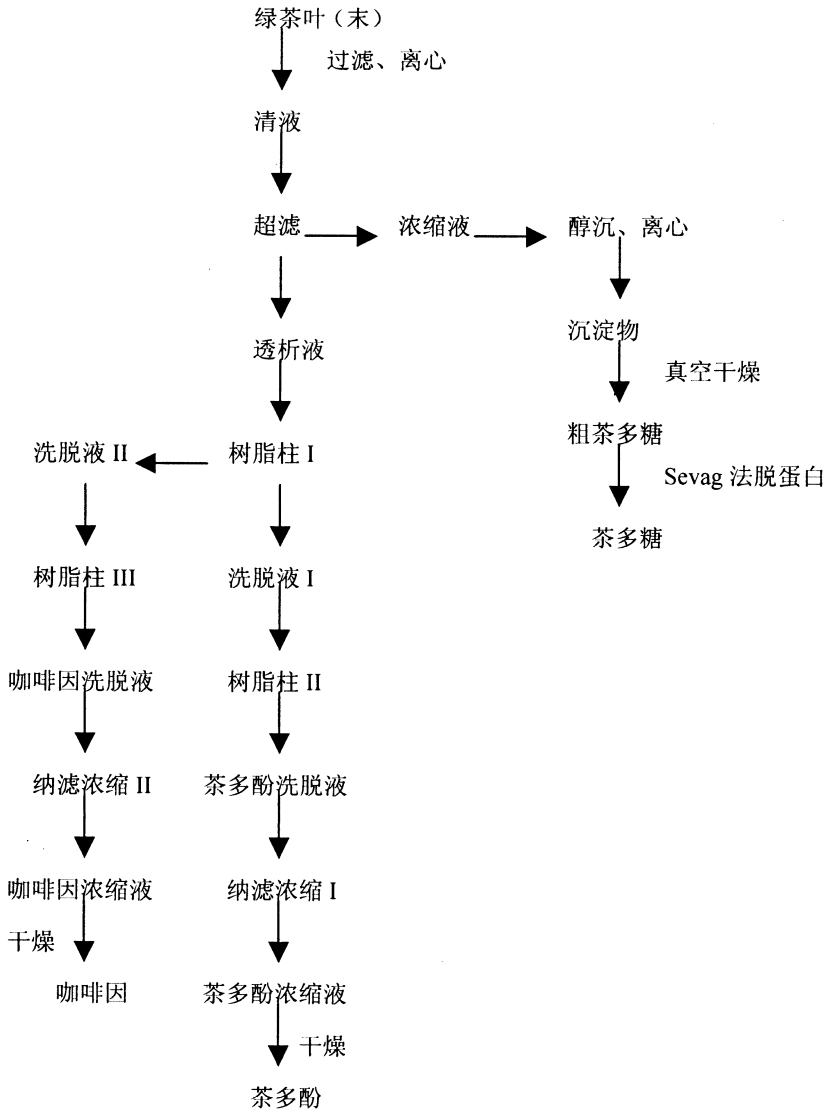 绿茶叶（末）
过滤、离心
清液
超滤
浓缩液
醇沉、离心
透析液
沉淀物
真空干燥
粗茶多糖
Sevag 法脱蛋白
茶多糖
洗脱液 II
树脂柱 I
树脂柱 III
洗脱液 I
咖啡因洗脱液
树脂柱 II
纳滤浓缩 II
茶多酚洗脱液
咖啡因浓缩液
纳滤浓缩 I
干燥
咖啡因
茶多酚浓缩液
干燥
茶多酚